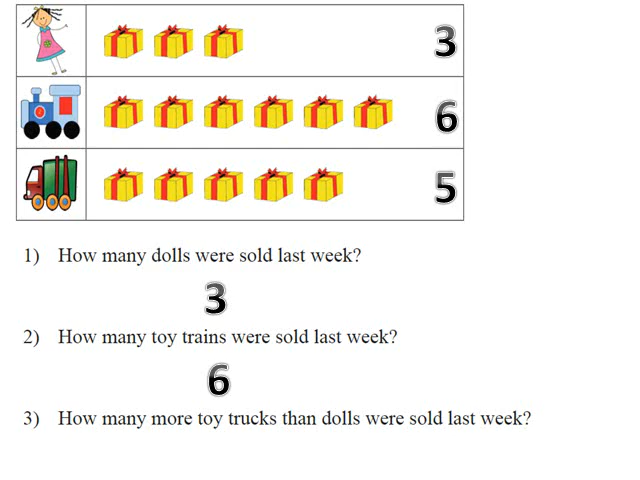 3
6
5
1) How many dolls were sold last week?
3
2) How many toy trains were sold last week?
6
3) How many more toy trucks than dolls were sold last week?